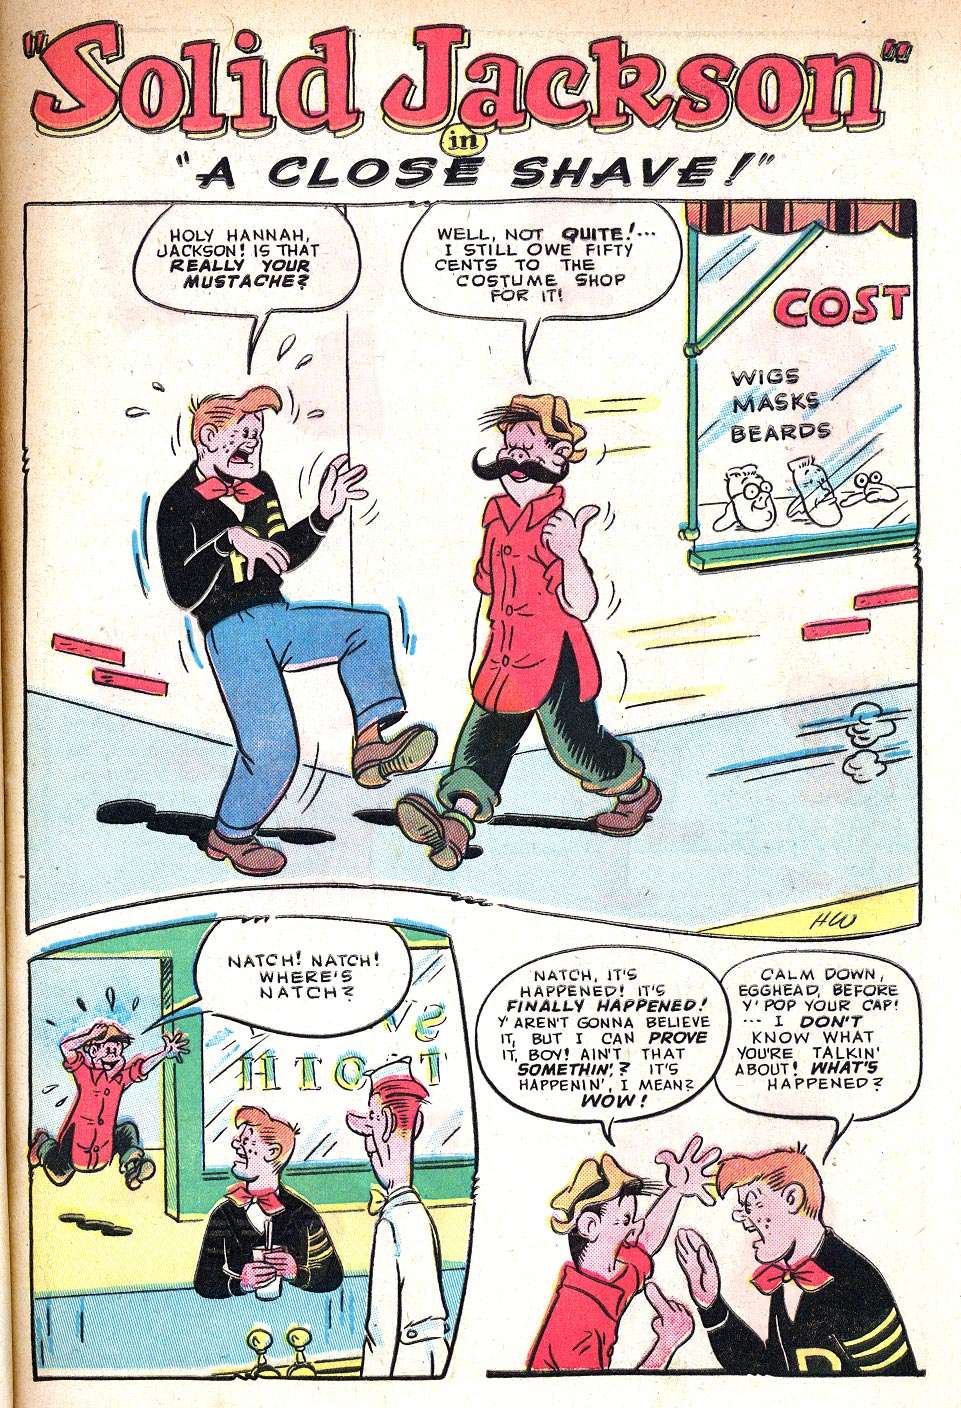 "Solid Jackson"
in
"A CLOSE SHAVE!"
HOLY HANNAH,
JACKSON! IS THAT
REALLY YOUR
MUSTACHE?
WELL, NOT QUITE!...
I STILL OWE FIFTY
CENTS TO THE
COSTUME SHOP
FOR IT!
COST
WIGS
MASKS
BEARDS
HW
NATCH! NATCH!
WHERE'S
NATCH?
NATCH, IT'S
HAPPENED! IT'S
FINALLY HAPPENED!
Y'AREN'T GONNA BELIEVE
IT, BUT I CAN PROVE
IT, BOY! AIN'T THAT
SOMETHIN'? IT'S
HAPPENIN', I MEAN?
WOW!
CALM DOWN,
EGGHEAD, BEFORE
Y'POP YOUR CAP!
... I DON'T
KNOW WHAT
YOU'RE TALKIN'
ABOUT! WHAT'S
HAPPENED?